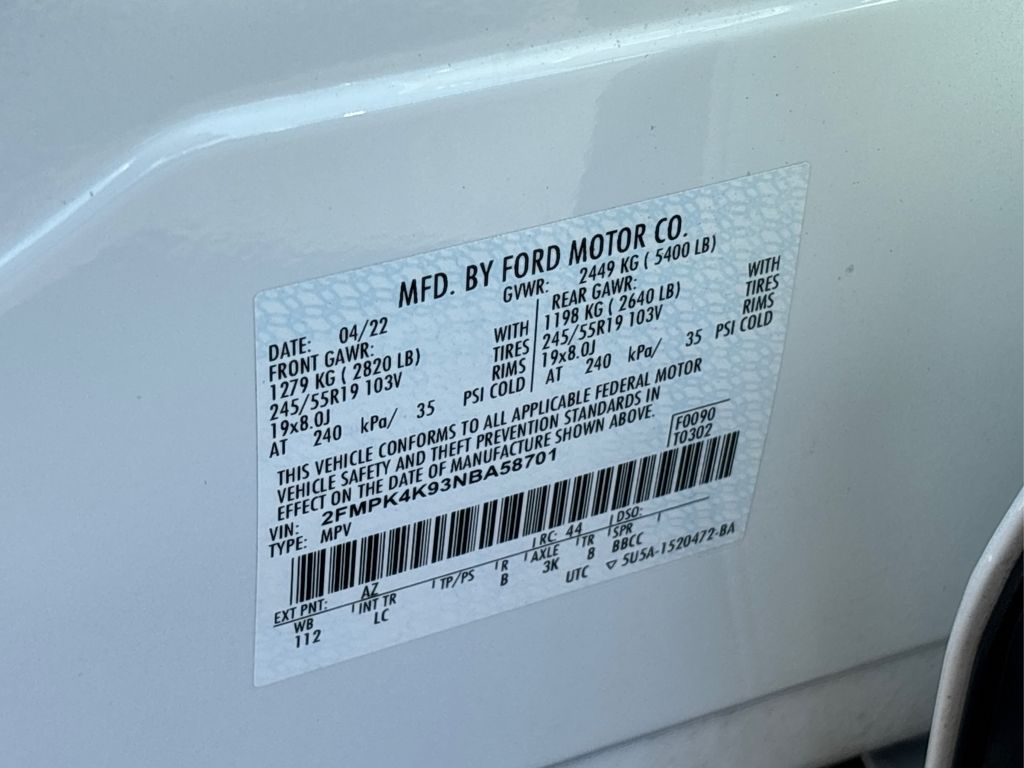 MFD. BY FORD MOTOR CO.
DATE: 04/22 GVWR: 2449 KG ( 5400 LB)
FRONT GAWR: REAR GAWR:
1279 KG ( 2820 LB) WITH 1198 KG ( 2640 LB) WITH
245/55R19 103V TIRES 245/55R19 103V TIRES
19x8.0J RIMS 19x8.0J RIMS
AT 240 kPa/ 35 PSI COLD AT 240 kPa/ 35 PSI COLD
THIS VEHICLE CONFORMS TO ALL APPLICABLE FEDERAL MOTOR
VEHICLE SAFETY AND THEFT PREVENTION STANDARDS IN
EFFECT ON THE DATE OF MANUFACTURE SHOWN ABOVE.
F0090
T0302
VIN: 2FMPK4K93NBA58701
TYPE: MPV
EXT PNT: AZ RC: 44 DSO:
WB INT TR TP/PS R AXLE TR SPR
112 LC B 3K B BBCC
UTC ▽ 5U5A-1520472-BA